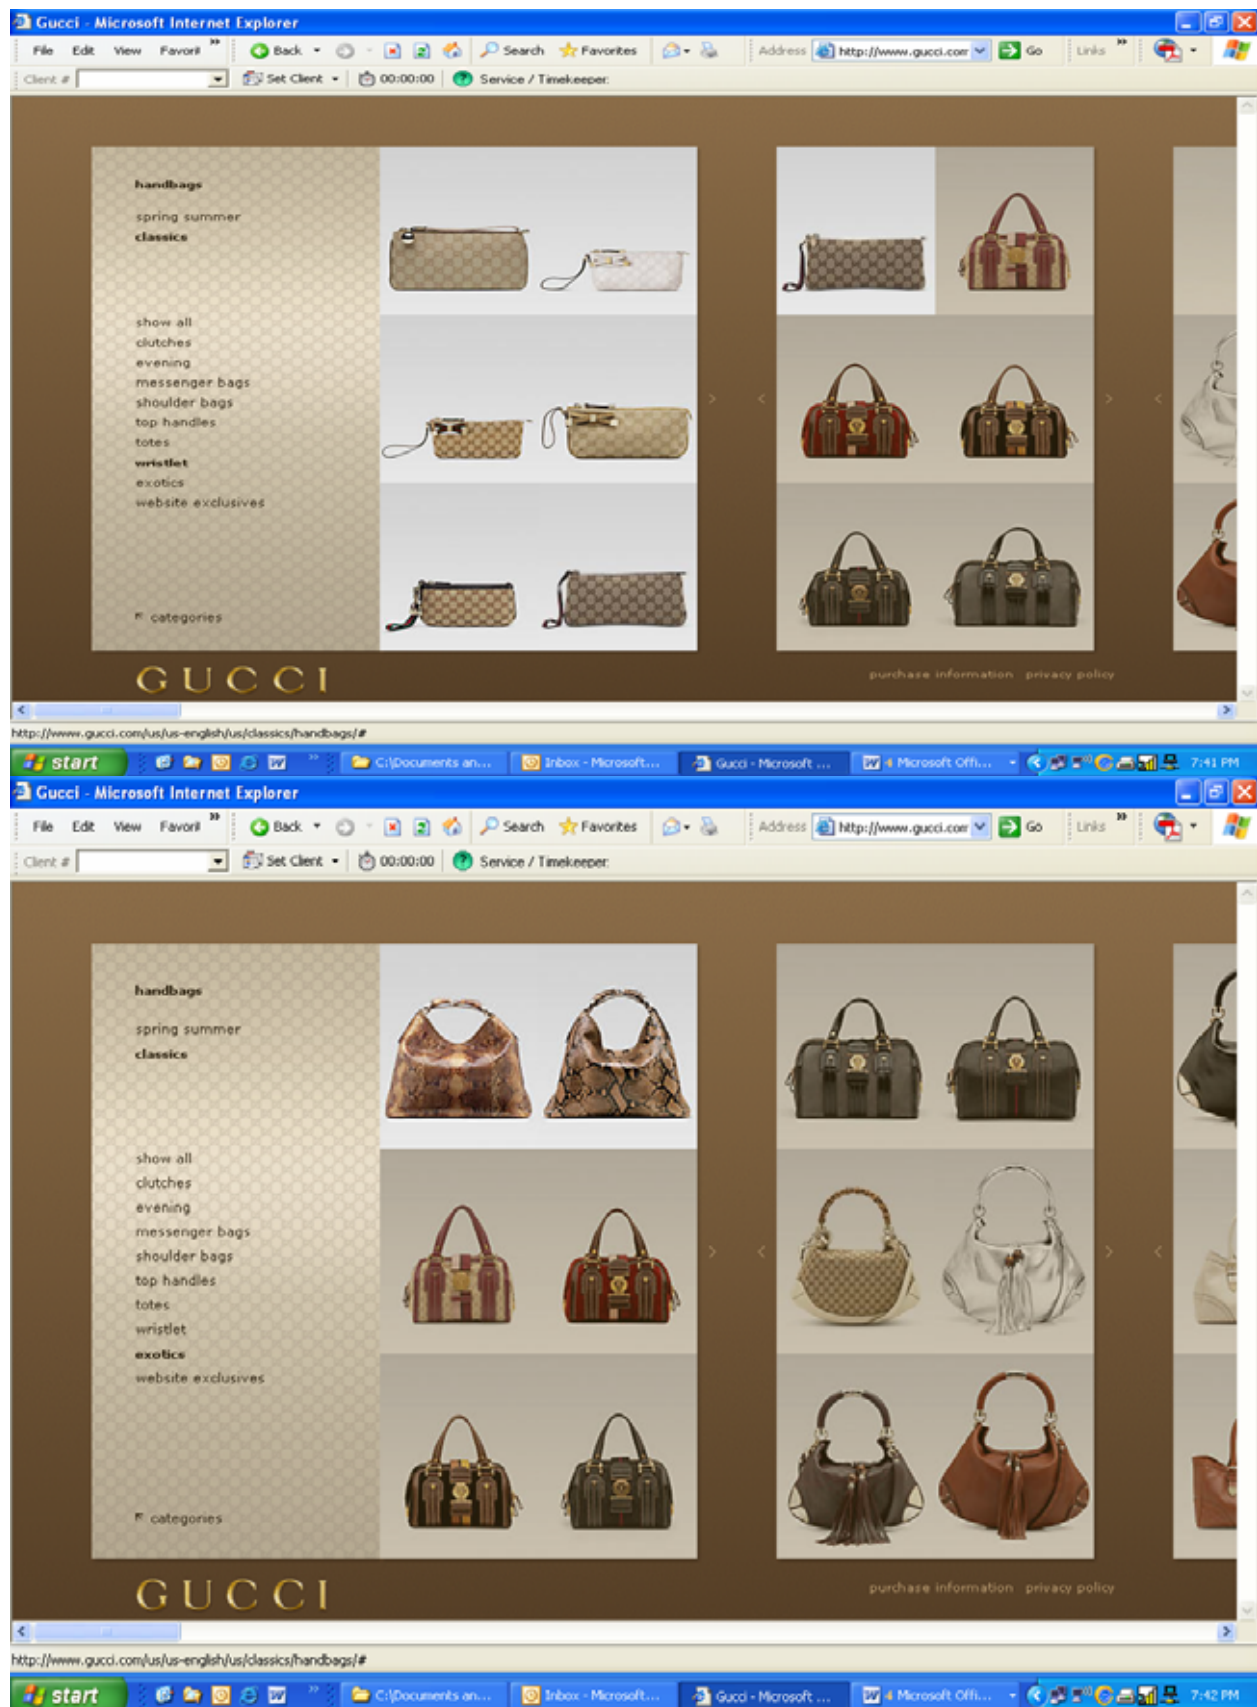 Gucci - Microsoft Internet Explorer
File Edit View Favorit » Back Search Favorites Address http://www.gucci.com Go Links »
Client # Set Client 00:00:00 Service / Timekeeper:
handbags
spring summer
classics
show all
clutches
evening
messenger bags
shoulder bags
top handles
totes
wristlet
exotics
website exclusives
categories
GUCCI
purchase information privacy policy
http://www.gucci.com/us/us-english/us/classics/handbags/#
start » C:\Documents an... Inbox - Microsoft... Gucci - Microsoft ... 4 Microsoft Offi... 7:41 PM
Gucci - Microsoft Internet Explorer
File Edit View Favorit » Back Search Favorites Address http://www.gucci.com Go Links »
Client # Set Client 00:00:00 Service / Timekeeper:
handbags
spring summer
classics
show all
clutches
evening
messenger bags
shoulder bags
top handles
totes
wristlet
exotics
website exclusives
categories
GUCCI
purchase information privacy policy
http://www.gucci.com/us/us-english/us/classics/handbags/#
start » C:\Documents an... Inbox - Microsoft... Gucci - Microsoft ... 4 Microsoft Offi... 7:42 PM